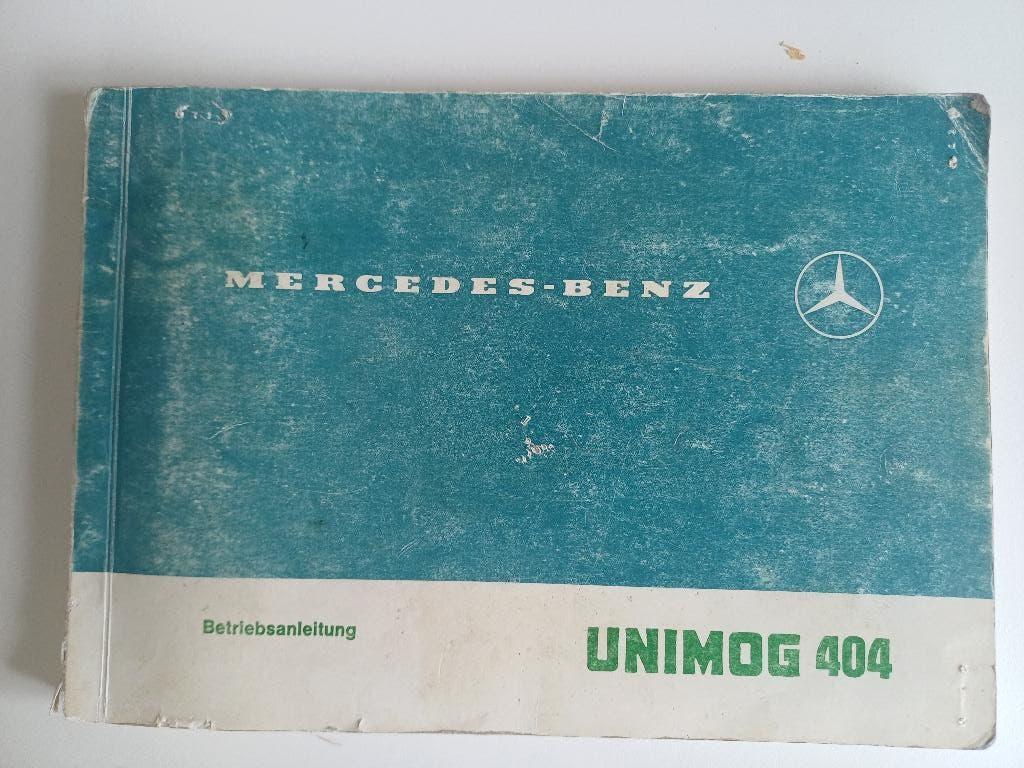 MERCEDES-BENZ
Betriebsanleitung
UNIMOG 404